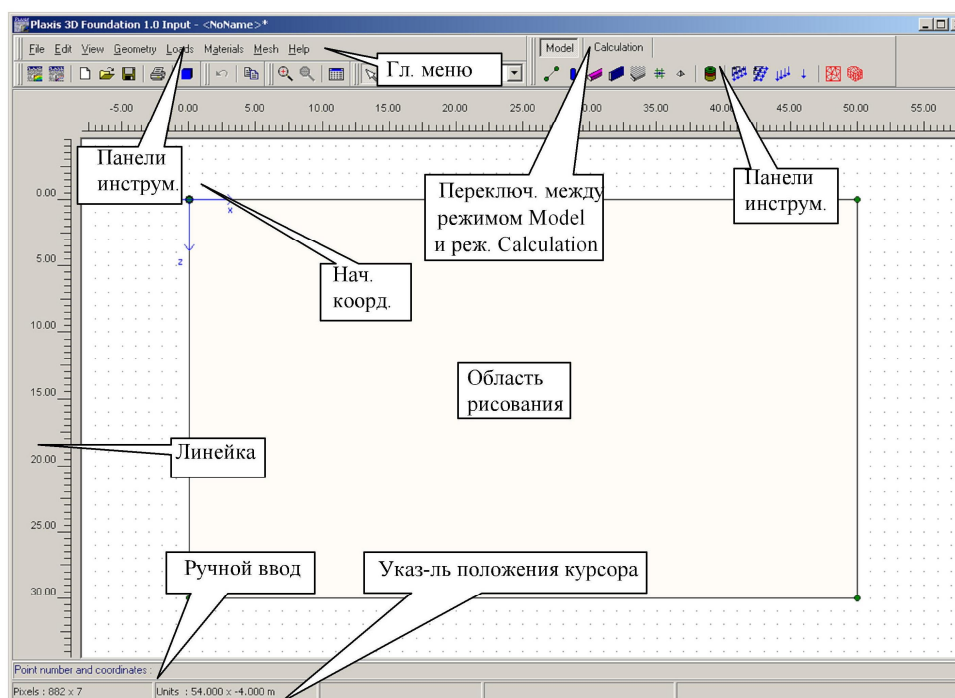 Plaxis 3D Foundation 1.0 Input - <NoName>*
File Edit View Geometry Loads Materials Mesh Help
Model Calculation
Гл. меню
-5.00 0.00 5.00 10.00 15.00 20.00 25.00 30.00 35.00 40.00 45.00 50.00 55.00
Панели
инструм.
Переключ. между
режимом Model
и реж. Calculation
Панели
инструм.
0.00
x
z
5.00
Нач.
коорд.
10.00
Область
рисования
15.00
Линейка
20.00
25.00
Ручной ввод
Указ-ль положения курсора
30.00
Point number and coordinates :
Pixels : 882 x 7 Units : 54.000 x -4.000 m